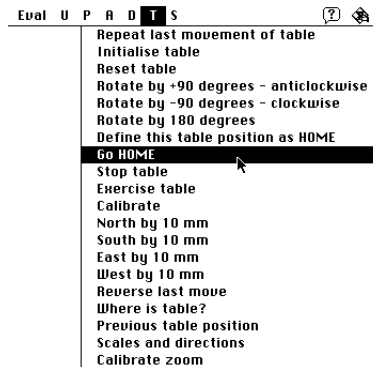 Eval U P A D T S ?
Repeat last movement of table
Initialise table
Reset table
Rotate by +90 degrees - anticlockwise
Rotate by -90 degrees - clockwise
Rotate by 180 degrees
Define this table position as HOME
Go HOME
Stop table
Exercise table
Calibrate
North by 10 mm
South by 10 mm
East by 10 mm
West by 10 mm
Reverse last move
Where is table?
Previous table position
Scales and directions
Calibrate zoom